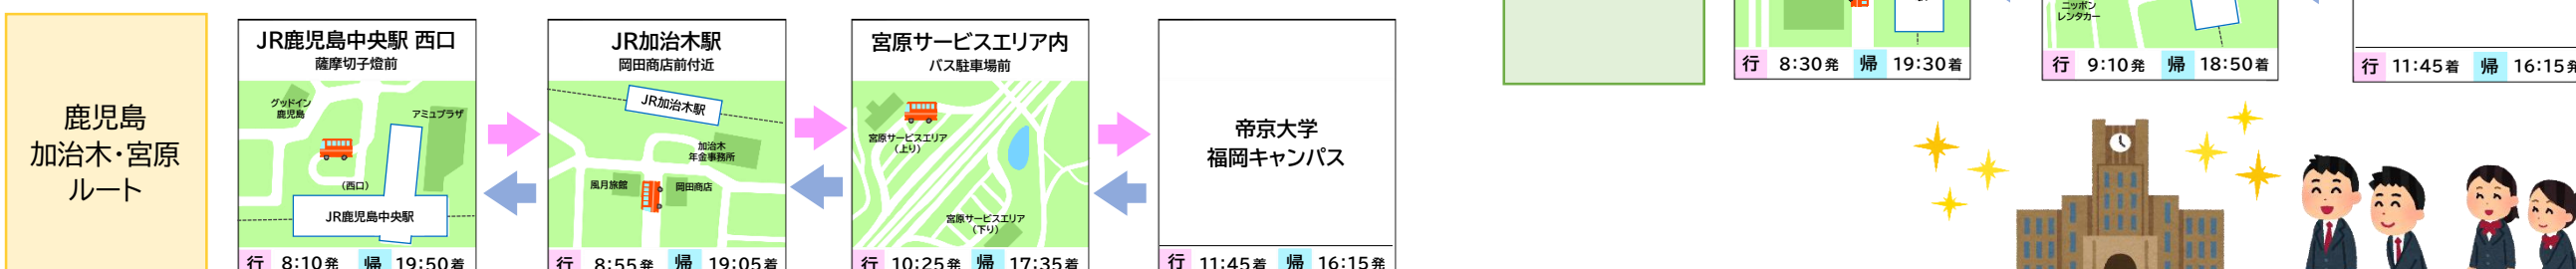 鹿児島
加治木・宮原
ルート
JR鹿児島中央駅 西口
薩摩切子燈前
グッドイン
鹿児島
アミュプラザ
(西口)
JR鹿児島中央駅
行 8:10発 帰 19:50着
JR加治木駅
岡田商店前付近
JR加治木駅
加治木
年金事務所
風月旅館
岡田商店
行 8:55発 帰 19:05着
宮原サービスエリア内
バス駐車場前
宮原サービスエリア
(上り)
宮原サービスエリア
(下り)
行 10:25発 帰 17:35着
帝京大学
福岡キャンパス
行 11:45着 帰 16:15発
行 8:30発 帰 19:30着
ニッポン
レンタカー
行 9:10発 帰 18:50着
行 11:45着 帰 16:15発